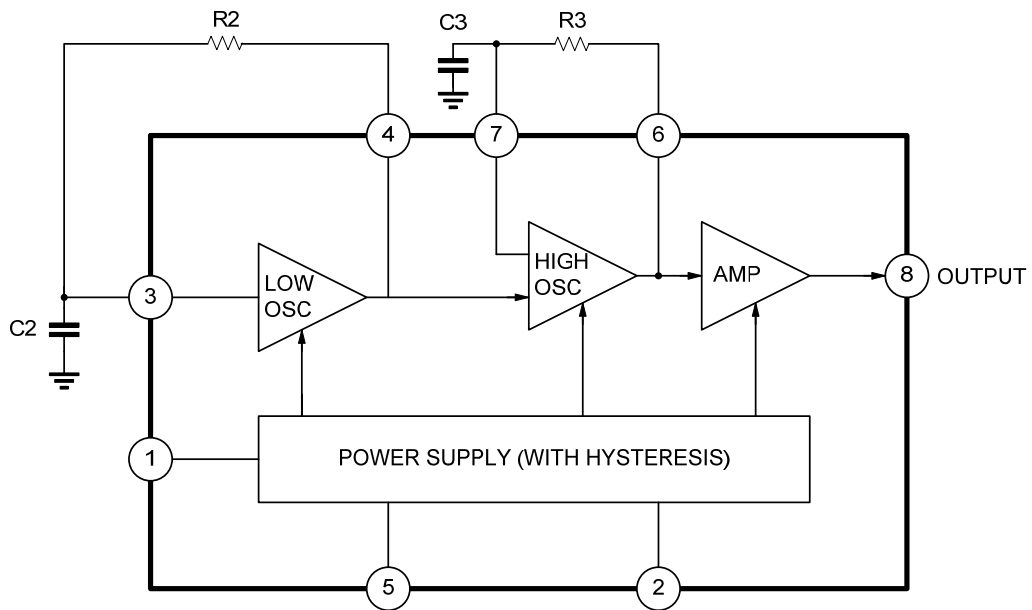 R2
C3
R3
4
7
6
3
LOW
OSC
HIGH
OSC
AMP
8
OUTPUT
C2
1
POWER SUPPLY (WITH HYSTERESIS)
5
2